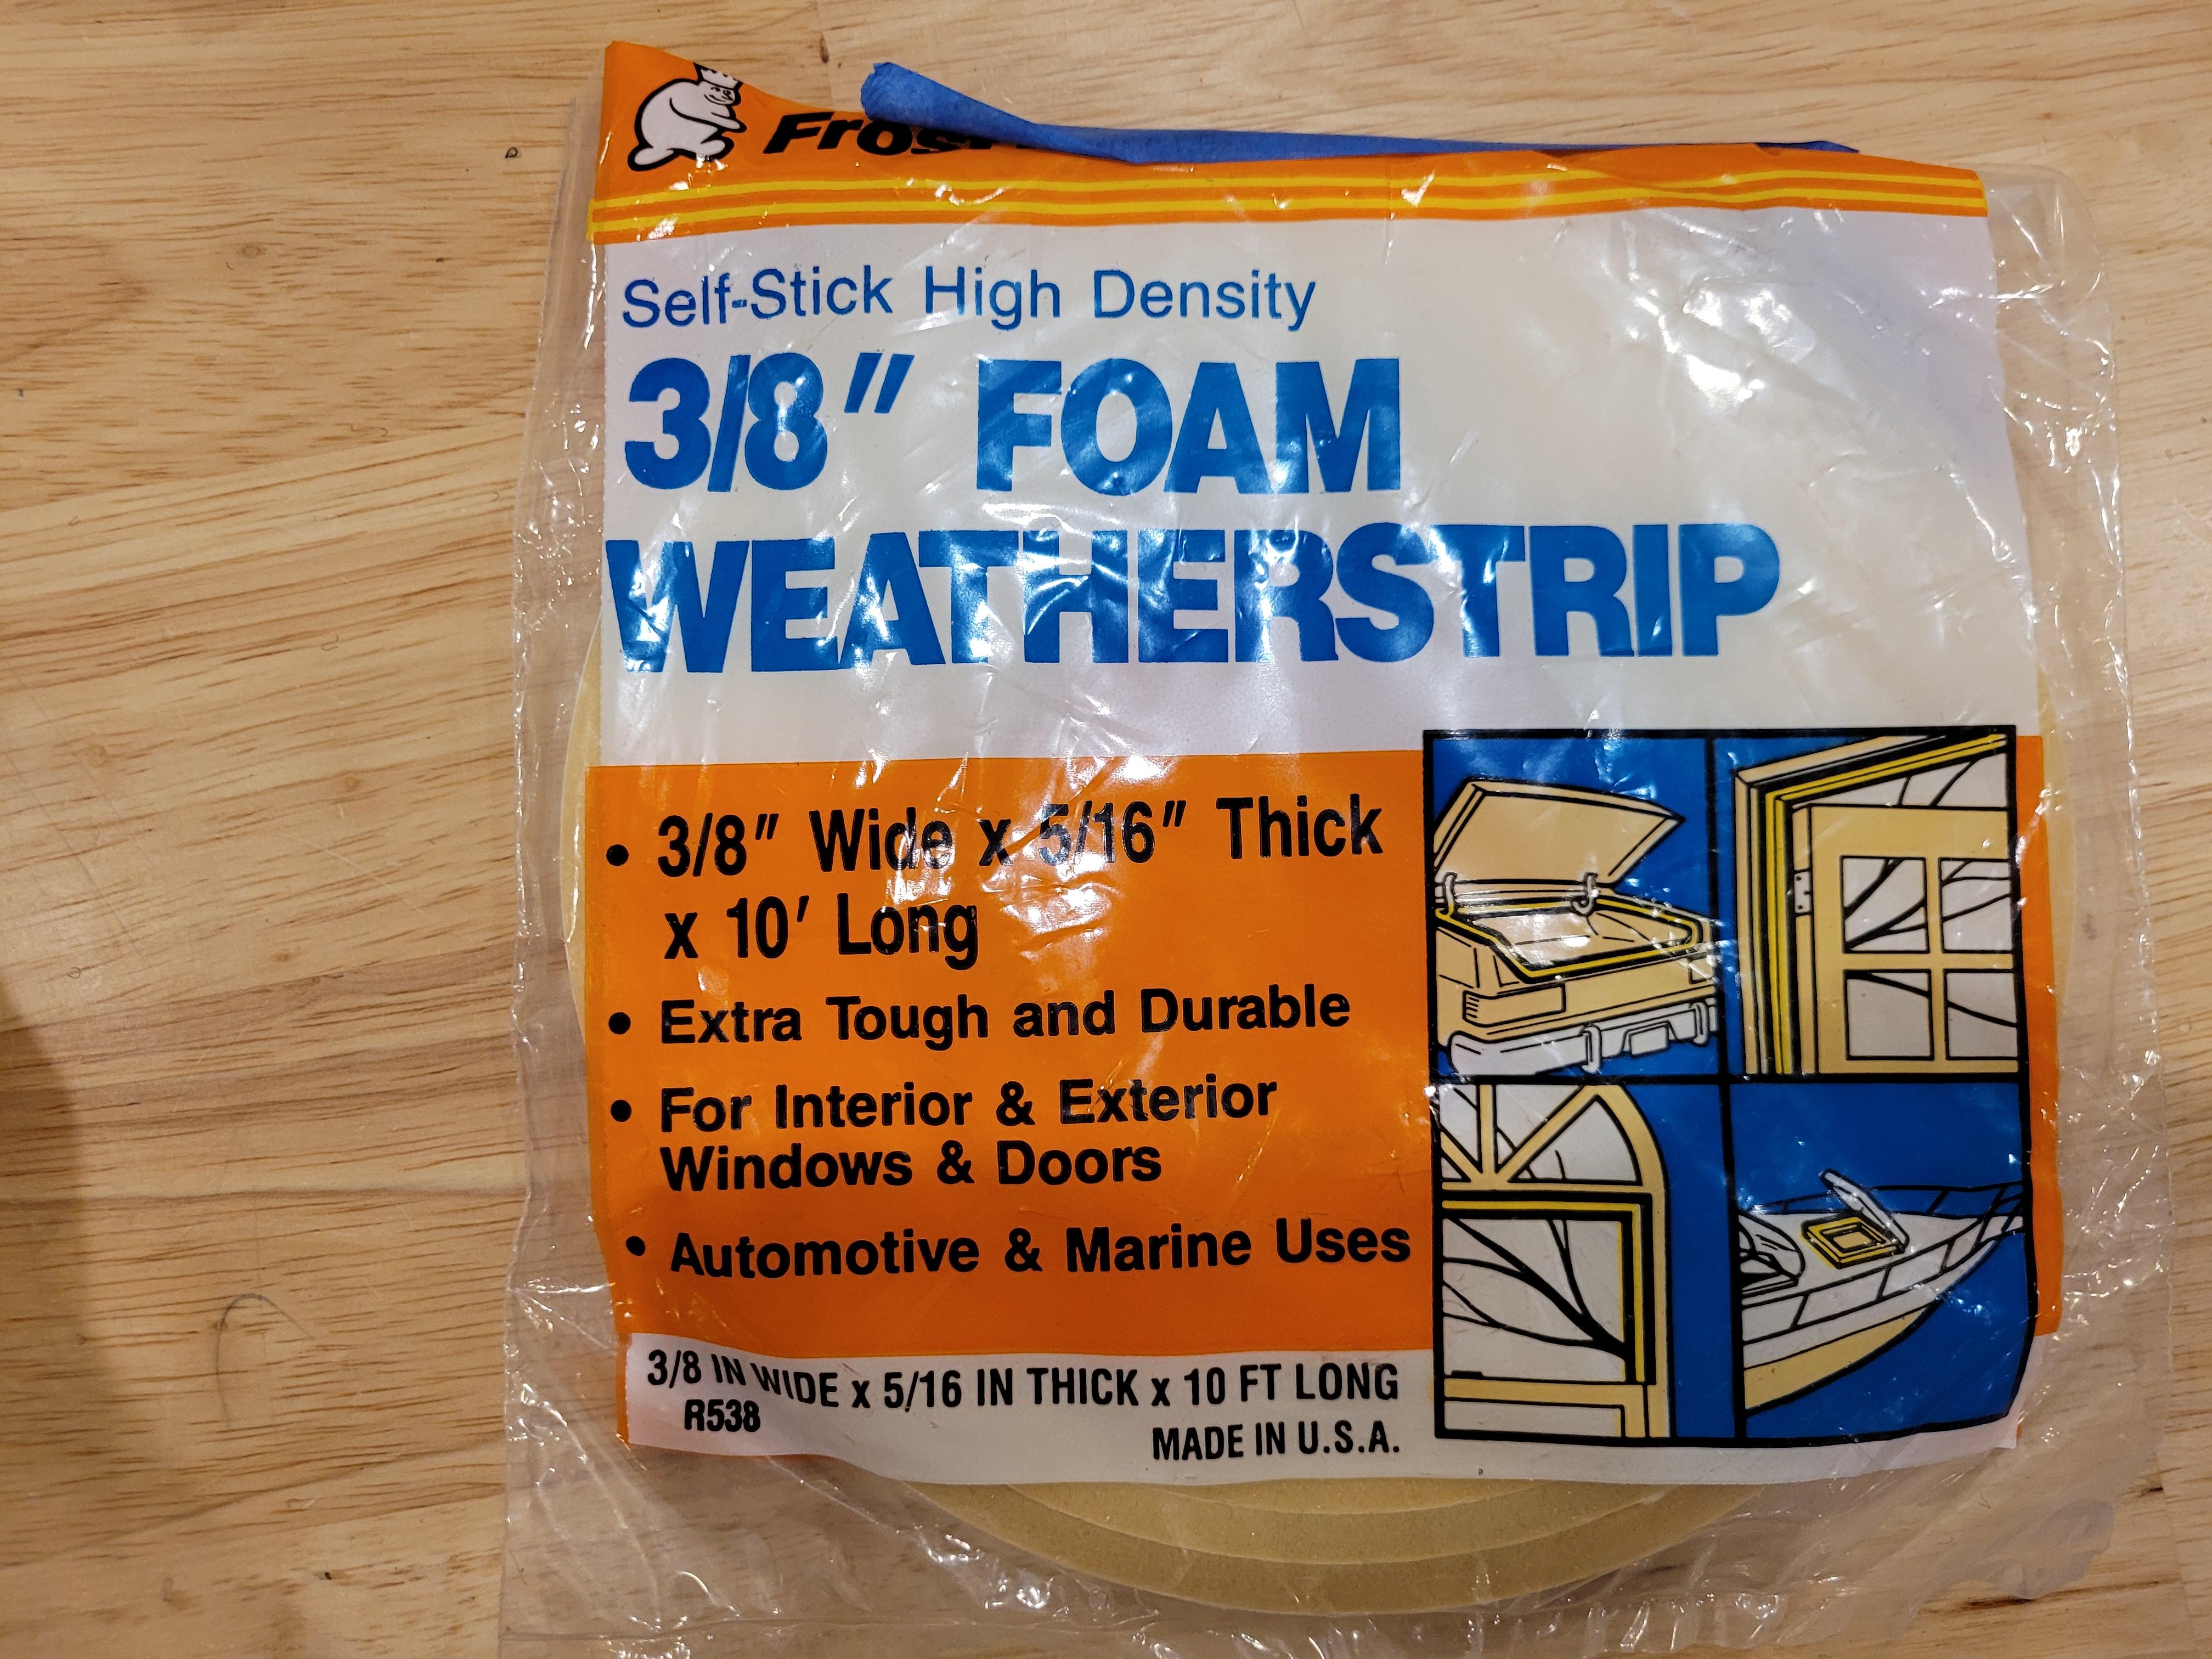 Self-Stick High Density
3/8" FOAM
WEATHERSTRIP
• 3/8" Wide x 5/16" Thick
x 10' Long
• Extra Tough and Durable
• For Interior & Exterior
Windows & Doors
• Automotive & Marine Uses
3/8 IN WIDE x 5/16 IN THICK x 10 FT LONG
R538
MADE IN U.S.A.